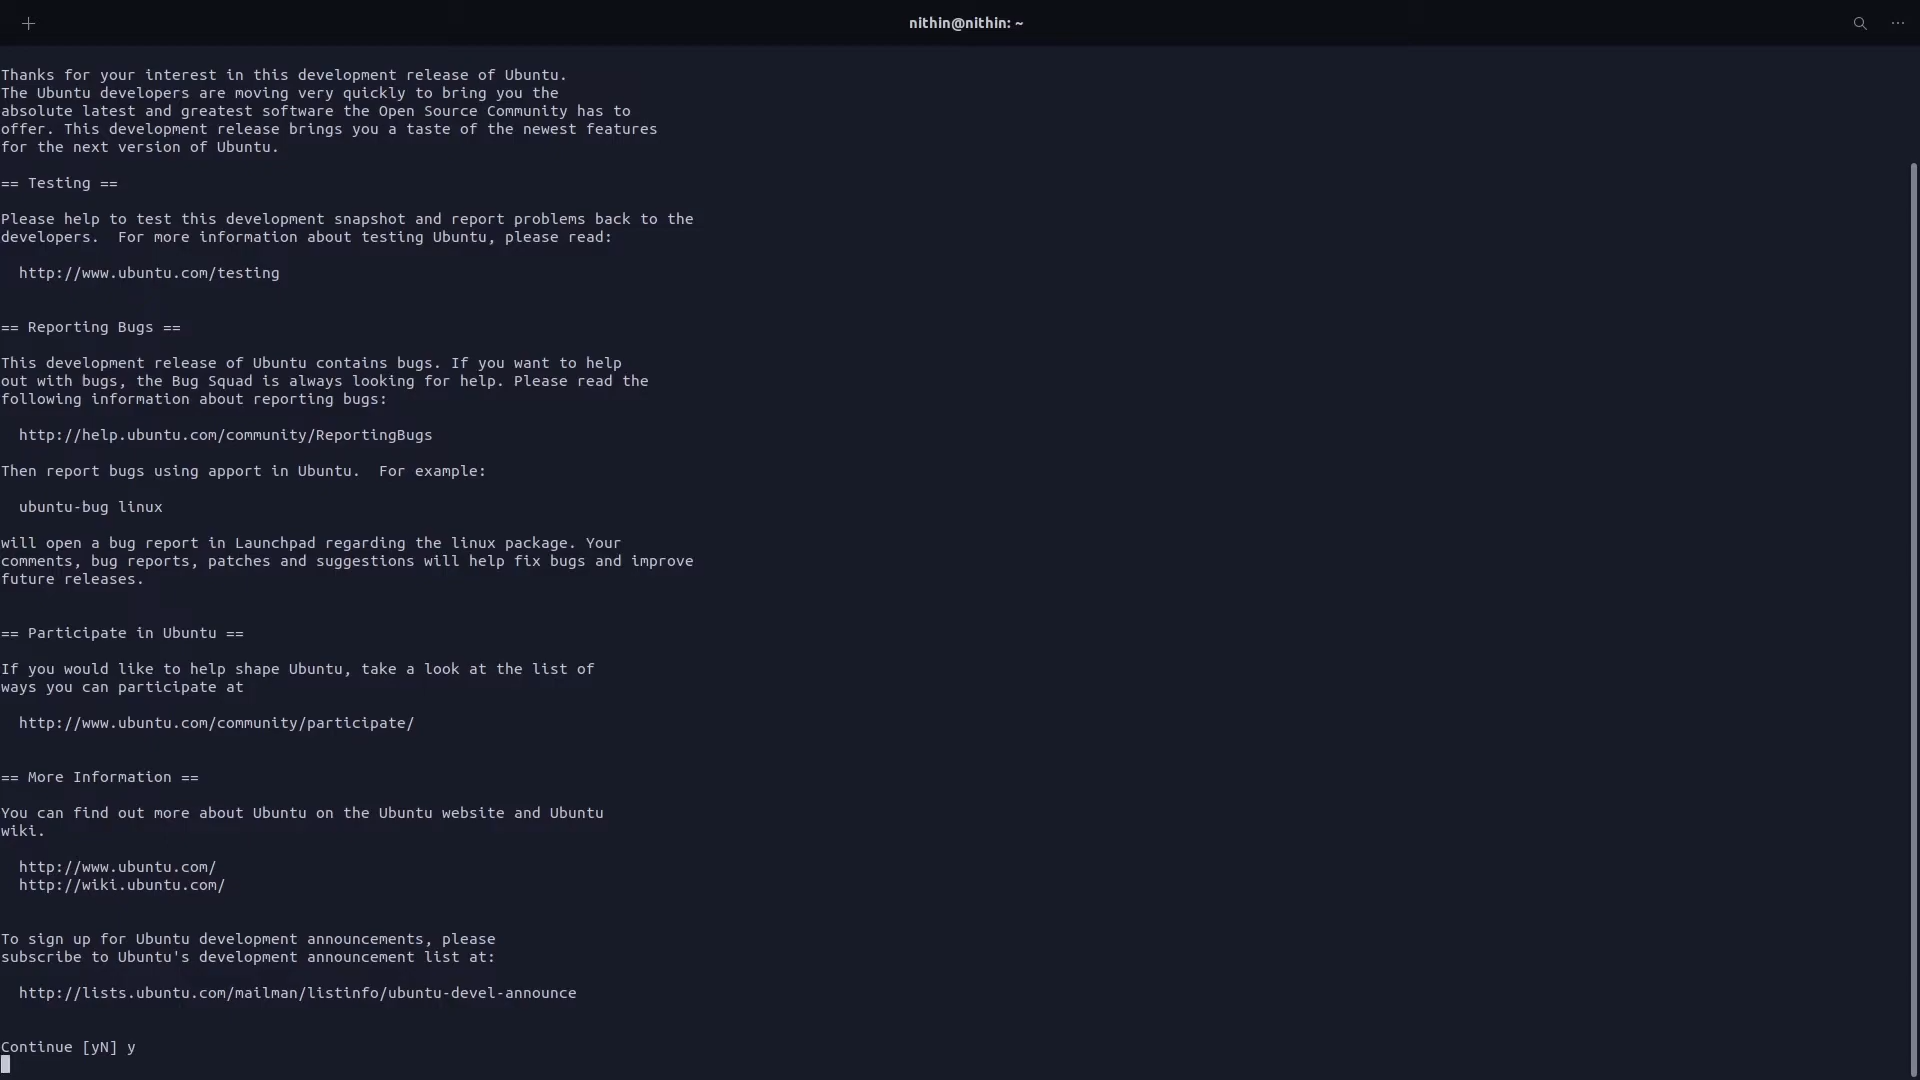 nithin@nithin: ~
Thanks for your interest in this development release of Ubuntu.
The Ubuntu developers are moving very quickly to bring you the
absolute latest and greatest software the Open Source Community has to
offer. This development release brings you a taste of the newest features
for the next version of Ubuntu.
== Testing ==
Please help to test this development snapshot and report problems back to the
developers.  For more information about testing Ubuntu, please read:
http://www.ubuntu.com/testing
== Reporting Bugs ==
This development release of Ubuntu contains bugs. If you want to help
out with bugs, the Bug Squad is always looking for help. Please read the
following information about reporting bugs:
http://help.ubuntu.com/community/ReportingBugs
Then report bugs using apport in Ubuntu.  For example:
ubuntu-bug linux
will open a bug report in Launchpad regarding the linux package. Your
comments, bug reports, patches and suggestions will help fix bugs and improve
future releases.
== Participate in Ubuntu ==
If you would like to help shape Ubuntu, take a look at the list of
ways you can participate at
http://www.ubuntu.com/community/participate/
== More Information ==
You can find out more about Ubuntu on the Ubuntu website and Ubuntu
wiki.
http://www.ubuntu.com/
http://wiki.ubuntu.com/
To sign up for Ubuntu development announcements, please
subscribe to Ubuntu's development announcement list at:
http://lists.ubuntu.com/mailman/listinfo/ubuntu-devel-announce
Continue [yN] y